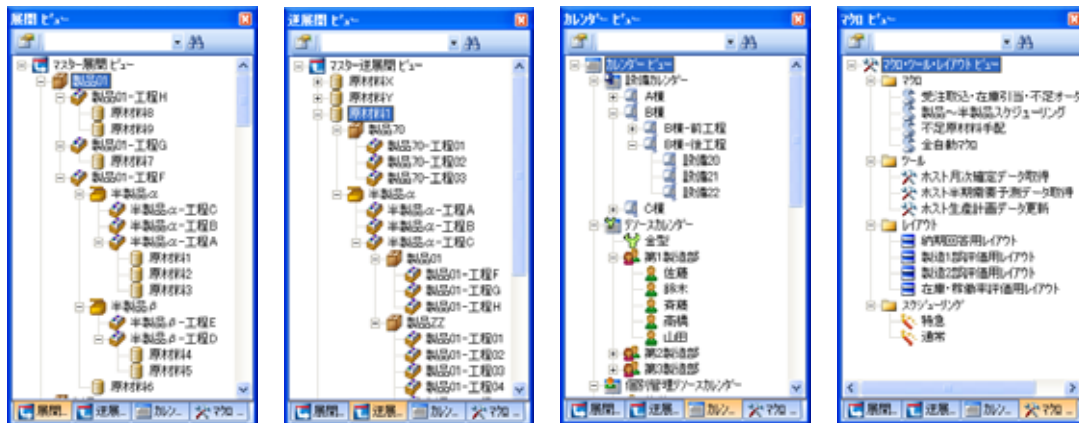 展開 ビュー
マスター展開 ビュー
製品01
製品01-工程H
原材料8
原材料9
製品01-工程G
原材料7
製品01-工程F
半製品α
半製品α-工程C
半製品α-工程B
半製品α-工程A
原材料1
原材料2
原材料3
半製品β
半製品β-工程E
半製品β-工程D
原材料4
原材料5
原材料6
展開...
逆展...
カレン...
マクロ ...
逆展開 ビュー
マスター逆展開 ビュー
原材料X
原材料Y
原材料1
製品70
製品70-工程01
製品70-工程02
製品70-工程03
半製品α
半製品α-工程A
半製品α-工程B
半製品α-工程C
製品01
製品01-工程F
製品01-工程G
製品01-工程H
製品ZZ
製品01-工程01
製品01-工程02
製品01-工程03
製品01-工程04
展開...
逆展...
カレン...
マクロ ...
カレンダー ビュー
カレンダー ビュー
設備カレンダー
A棟
B棟
B棟-前工程
B棟-後工程
設備20
設備21
設備22
C棟
リソースカレンダー
金型
第1製造部
佐藤
鈴木
斉藤
高橋
山田
第2製造部
第3製造部
個別管理リソースカレンダー
展開...
逆展...
カレン...
マクロ ...
マクロ ビュー
マクロ・ツール・レイアウト ビュー
マクロ
受注取込・在庫引当・不足オーダ
製品～半製品スケジューリング
不足原材料手配
全自動マクロ
ツール
ホスト月次確定データ取得
ホスト半期需要予測データ取得
ホスト生産計画データ更新
レイアウト
納期回答用レイアウト
製造1部評価用レイアウト
製造2部評価用レイアウト
在庫・稼働率評価用レイアウト
スケジューリング
特急
通常
展開...
逆展...
カレン...
マクロ ...